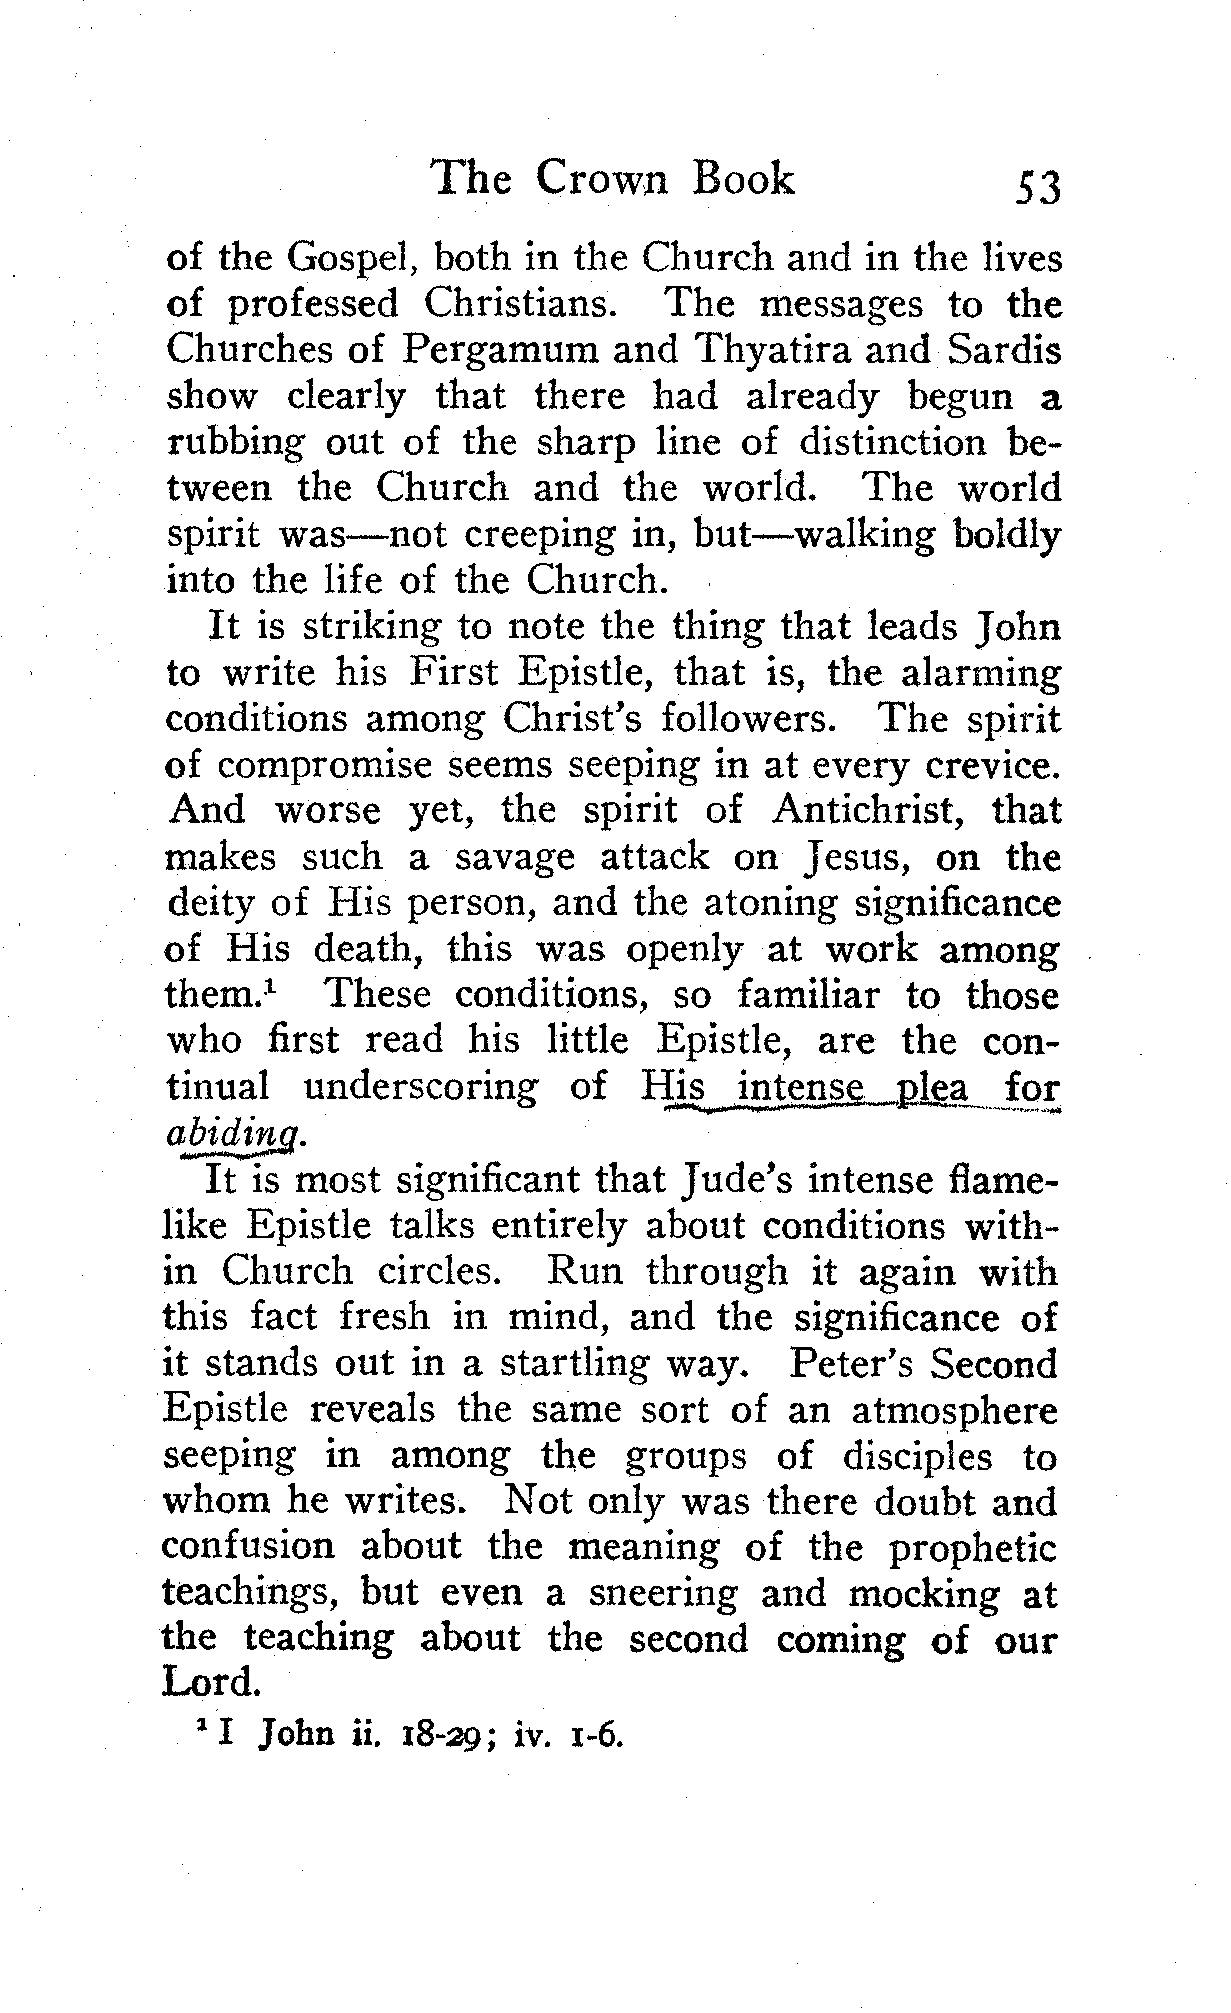 The Crown Book 53
of the Gospel, both in the Church and in the lives
of professed Christians. The messages to the
Churches of Pergamum and Thyatira and Sardis
show clearly that there had already begun a
rubbing out of the sharp line of distinction be-
tween the Church and the world. The world
spirit was—not creeping in, but—walking boldly
into the life of the Church.
It is striking to note the thing that leads John
to write his First Epistle, that is, the alarming
conditions among Christ's followers. The spirit
of compromise seems seeping in at every crevice.
And worse yet, the spirit of Antichrist, that
makes such a savage attack on Jesus, on the
deity of His person, and the atoning significance
of His death, this was openly at work among
them.¹ These conditions, so familiar to those
who first read his little Epistle, are the con-
tinual underscoring of His intense plea for
abiding.
It is most significant that Jude's intense flame-
like Epistle talks entirely about conditions with-
in Church circles. Run through it again with
this fact fresh in mind, and the significance of
it stands out in a startling way. Peter's Second
Epistle reveals the same sort of an atmosphere
seeping in among the groups of disciples to
whom he writes. Not only was there doubt and
confusion about the meaning of the prophetic
teachings, but even a sneering and mocking at
the teaching about the second coming of our
Lord.
¹ I John ii. 18-29; iv. 1-6.